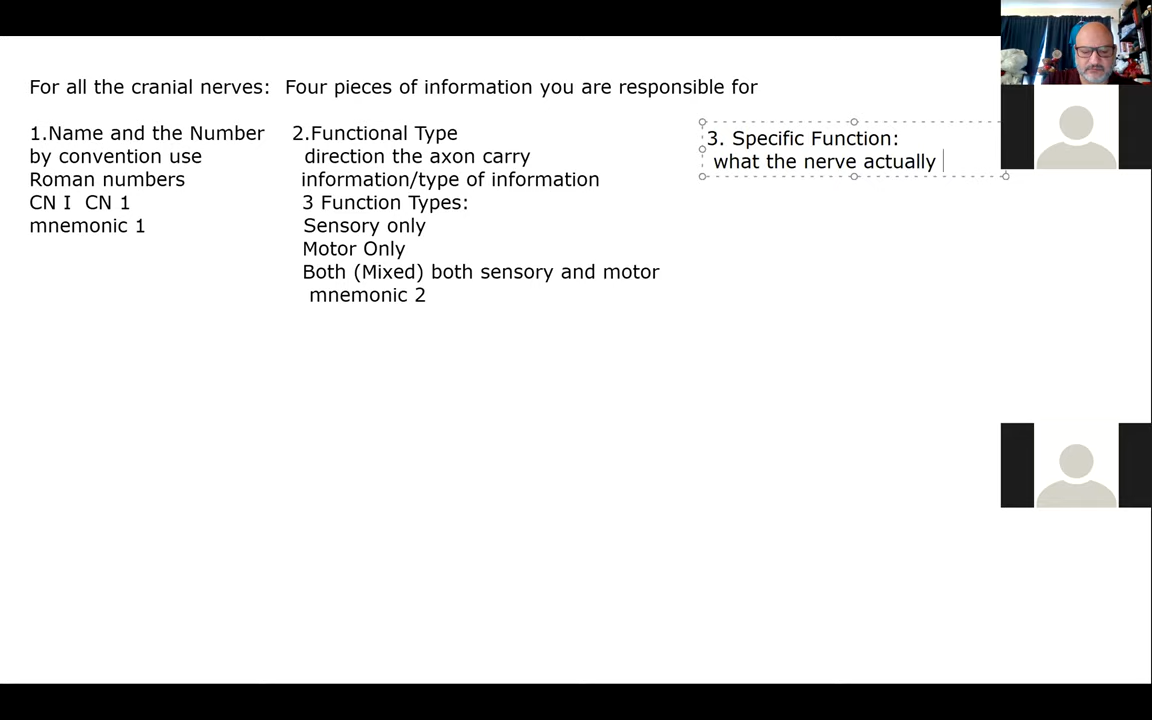 For all the cranial nerves:  Four pieces of information you are responsible for
1.Name and the Number
by convention use
Roman numbers
CN I  CN 1
mnemonic 1
2.Functional Type
direction the axon carry
information/type of information
3 Function Types:
Sensory only
Motor Only
Both (Mixed) both sensory and motor
mnemonic 2
3. Specific Function:
what the nerve actually